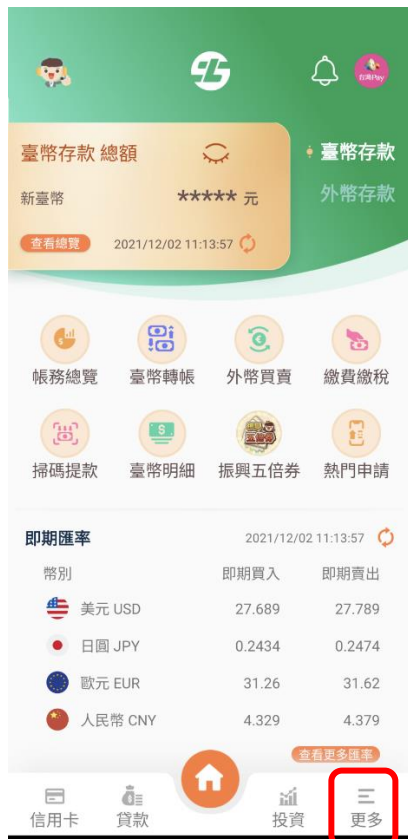 台灣Pay
臺幣存款 總額
臺幣存款
新臺幣 ***** 元
外幣存款
查看總覽 2021/12/02 11:13:57
帳務總覽 臺幣轉帳 外幣買賣 繳費繳稅
掃碼提款 臺幣明細 振興五倍券 熱門申請
即期匯率 2021/12/02 11:13:57
幣別 即期買入 即期賣出
美元 USD 27.689 27.789
日圓 JPY 0.2434 0.2474
歐元 EUR 31.26 31.62
人民幣 CNY 4.329 4.379
查看更多匯率
信用卡 貸款 投資 更多